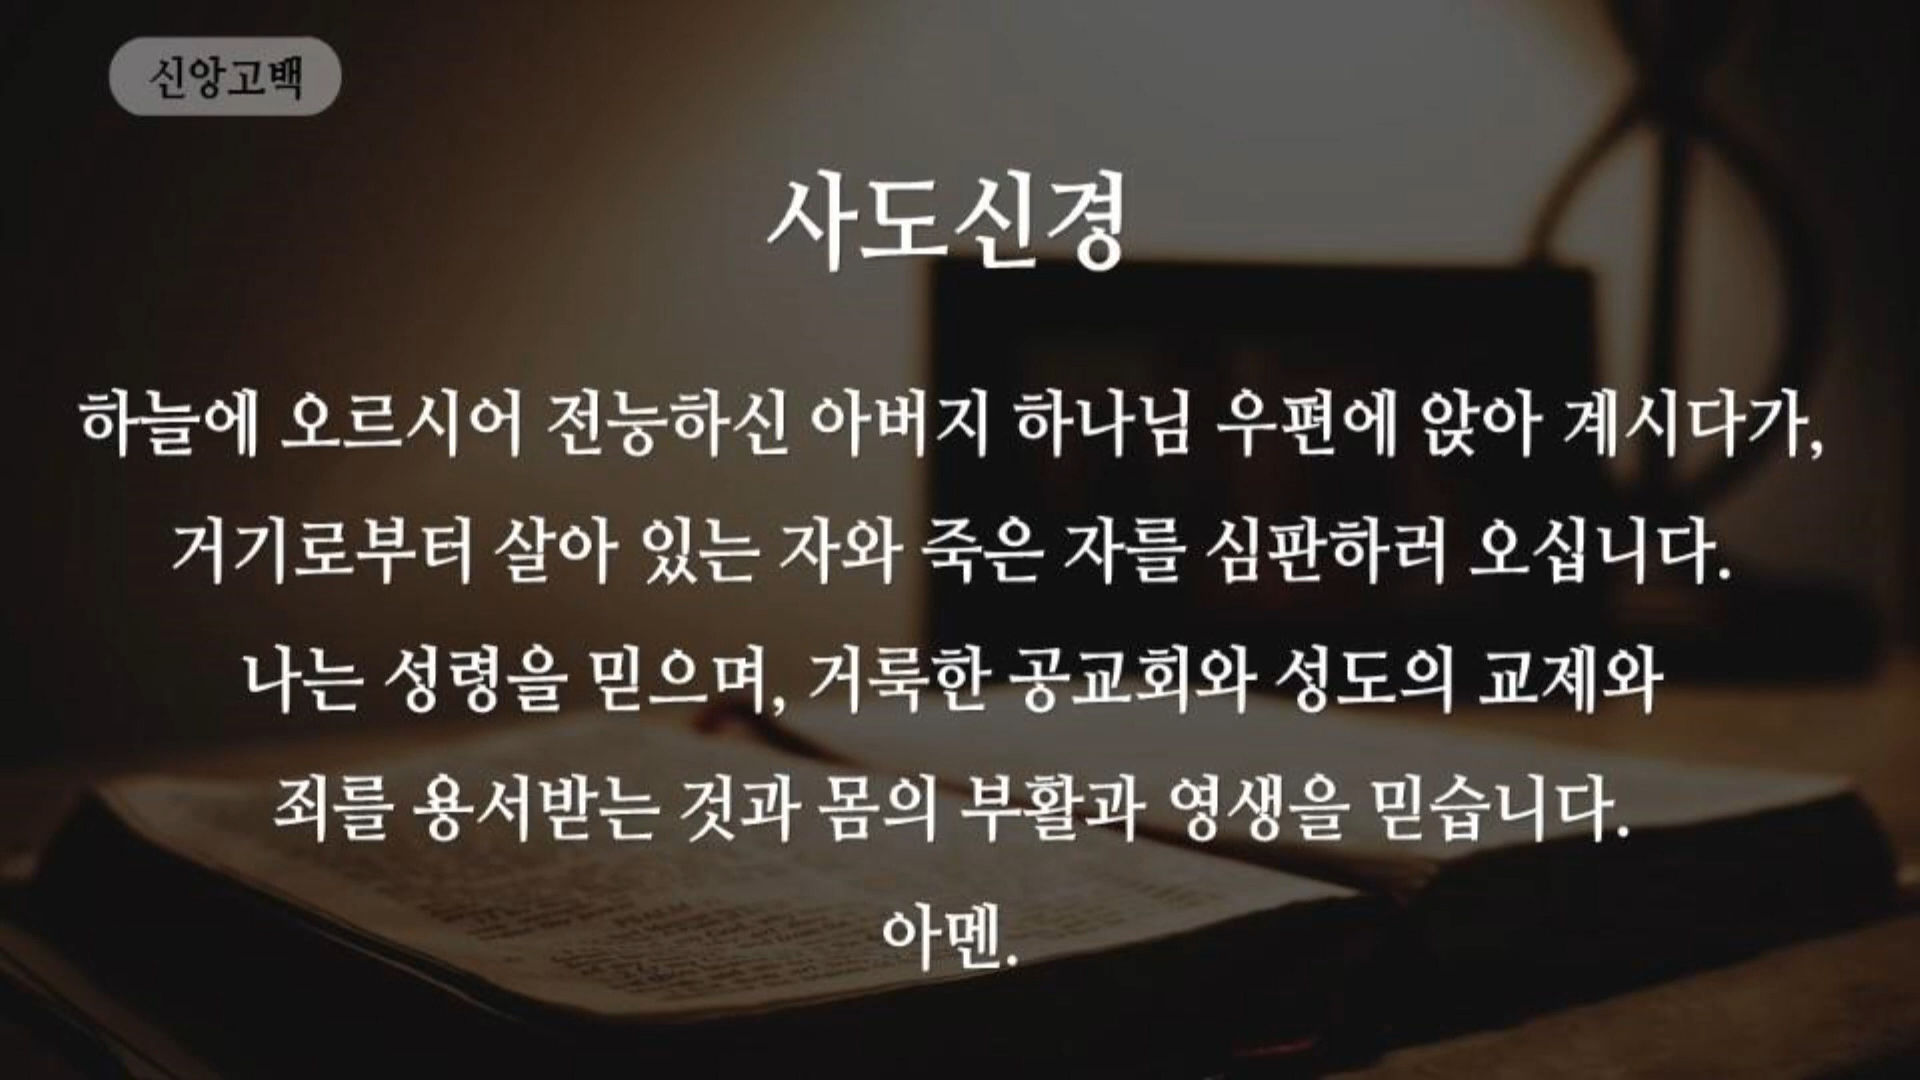 신앙고백
사도신경
하늘에 오르시어 전능하신 아버지 하나님 우편에 앉아 계시다가,
거기로부터 살아 있는 자와 죽은 자를 심판하러 오십니다.
나는 성령을 믿으며, 거룩한 공교회와 성도의 교제와
죄를 용서받는 것과 몸의 부활과 영생을 믿습니다.
아멘.